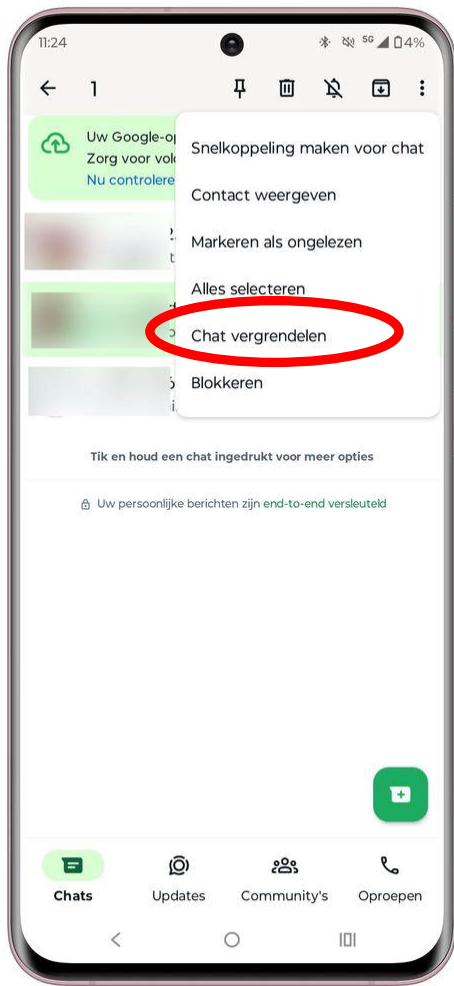 11:24
5G
4%
1
Uw Google-op
Zorg voor vold
Nu controlere
Snelkoppeling maken voor chat
Contact weergeven
Markeren als ongelezen
Alles selecteren
Chat vergrendelen
Blokkeren
Tik en houd een chat ingedrukt voor meer opties
Uw persoonlijke berichten zijn end-to-end versleuteld
Chats
Updates
Community's
Oproepen